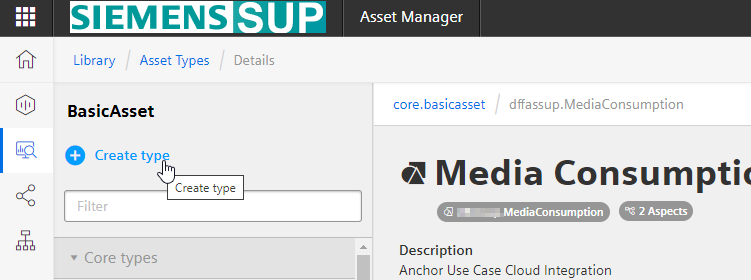 SIEMENS SUP Asset Manager
Library / Asset Types / Details
BasicAsset
core.basicasset / dffassup.MediaConsumption
Create type
Create type
Media Consumptio
.MediaConsumption
2 Aspects
Filter
Core types
Description
Anchor Use Case Cloud Integration